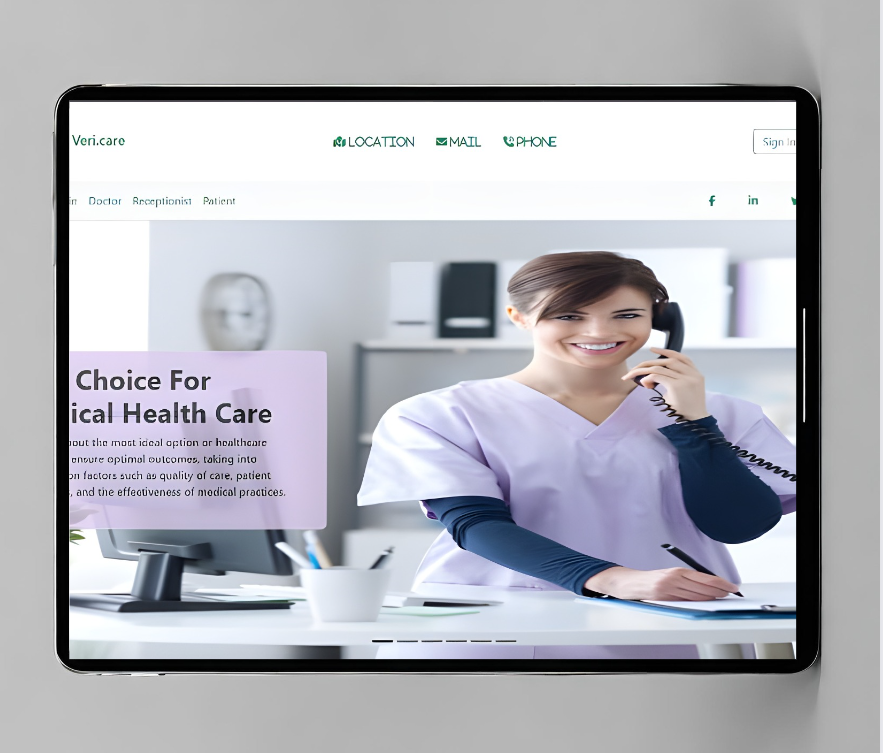 Veri.care
LOCATION MAIL PHONE
Sign In
in Doctor Receptionist Patient
f in
Choice For
ical Health Care
out the most ideal option or healthcare
ensure optimal outcomes, taking into
on factors such as quality of care, patient
, and the effectiveness of medical practices.